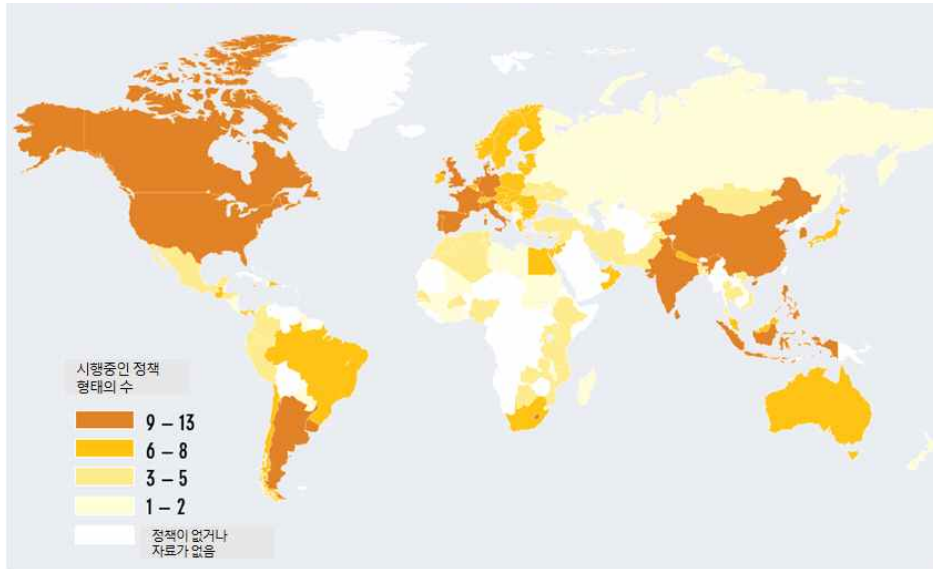 시행중인 정책
형태의 수
9 – 13
6 – 8
3 – 5
1 – 2
정책이 없거나
자료가 없음